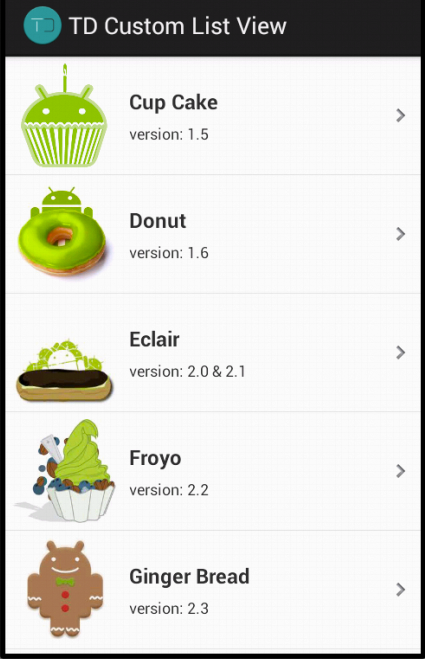 TD TD Custom List View
Cup Cake
version: 1.5
Donut
version: 1.6
Eclair
version: 2.0 & 2.1
Froyo
version: 2.2
Ginger Bread
version: 2.3